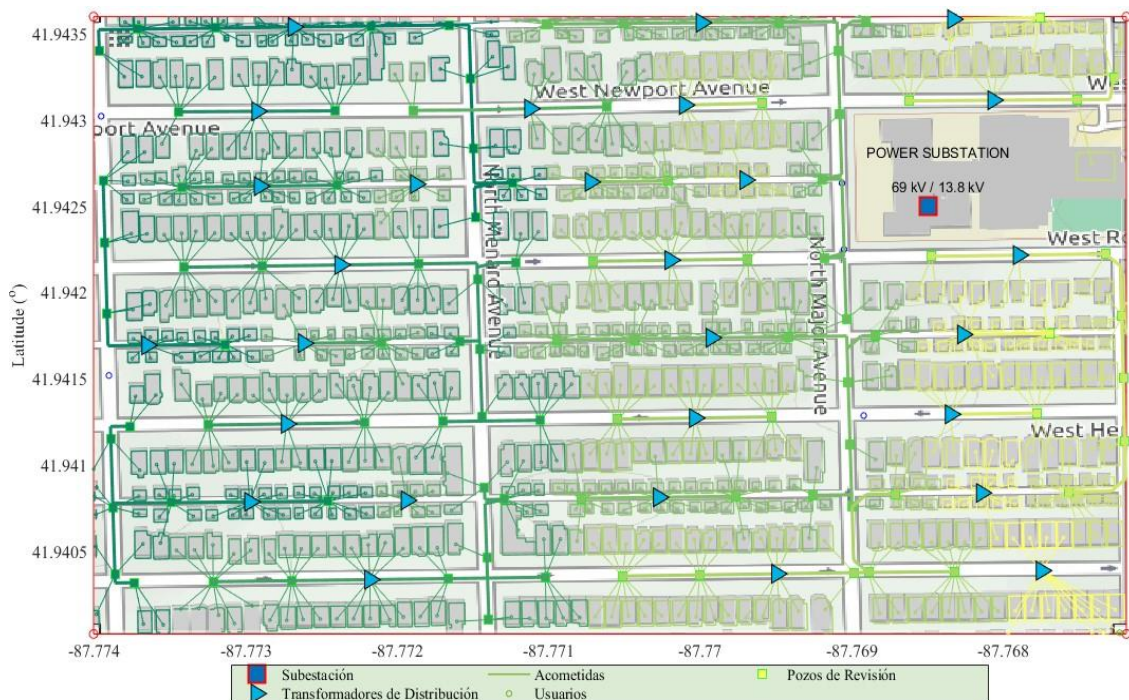 41.9435
41.943
41.9425
41.942
41.9415
41.941
41.9405
Latitude (°)
West Newport Avenue
Wes
port Avenue
POWER SUBSTATION
69 kV / 13.8 kV
North Menard Avenue
North Major Avenue
West Ro
West He
-87.774
-87.773
-87.772
-87.771
-87.77
-87.769
-87.768
Subestación
Acometidas
Pozos de Revisión
Transformadores de Distribución
Usuarios